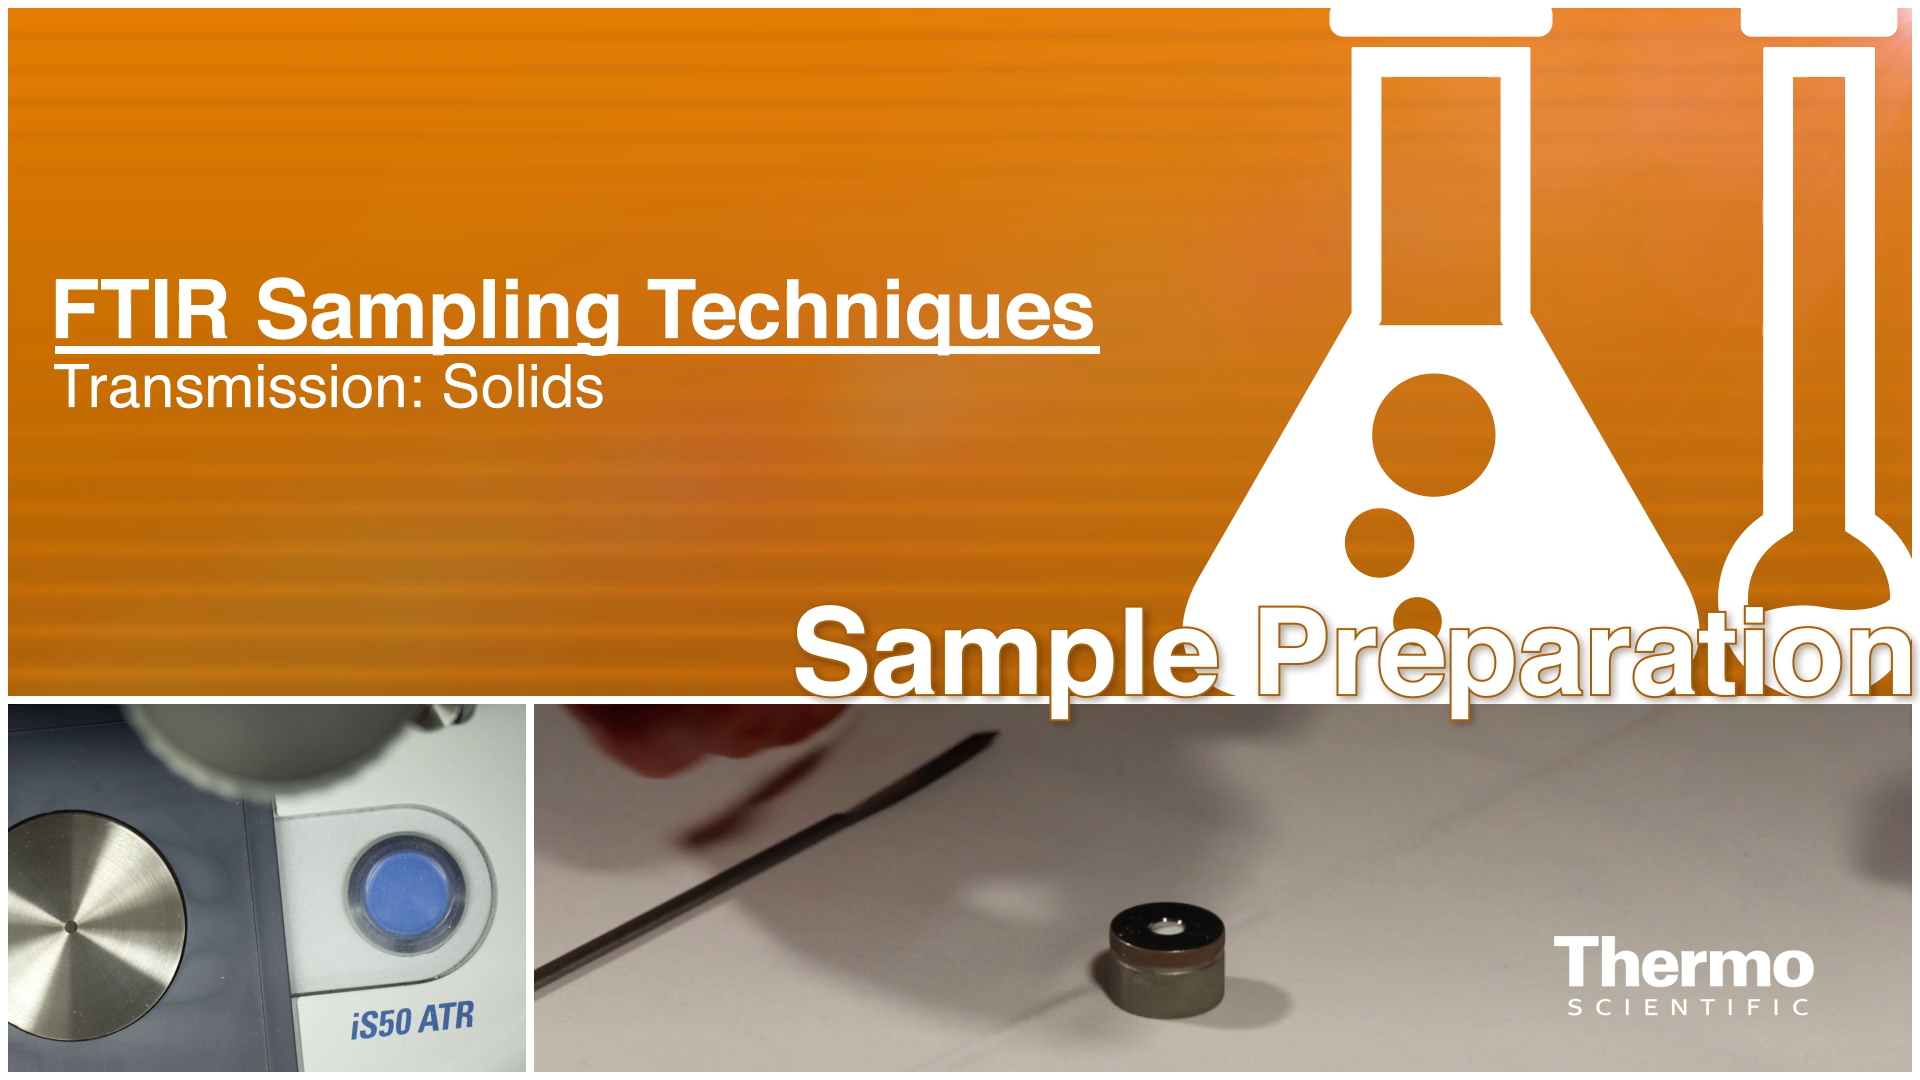 FTIR Sampling Techniques
Transmission: Solids
Sample Preparation
iS50 ATR
Thermo
SCIENTIFIC